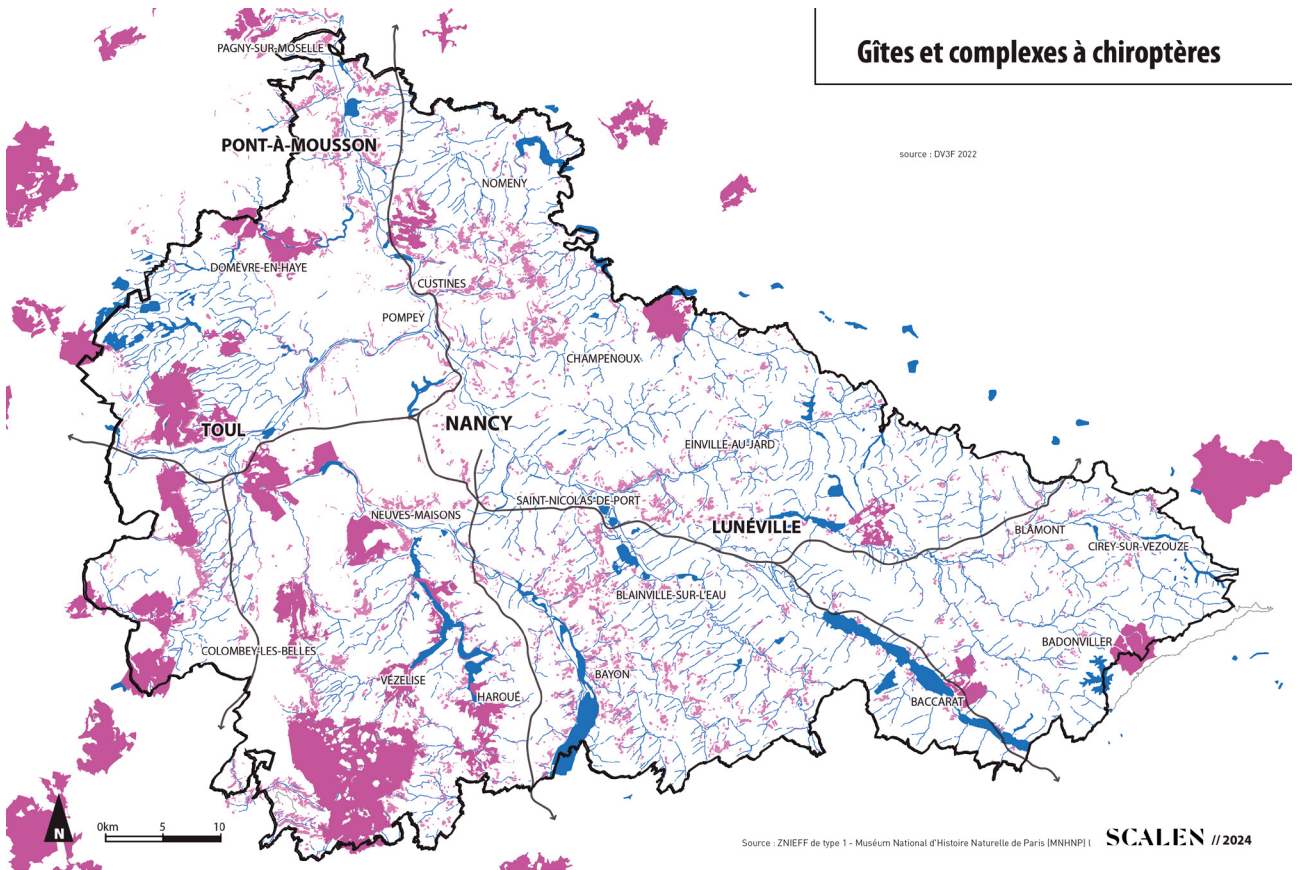 Gîtes et complexes à chiroptères
source : DV3F 2022
PAGNY-SUR-MOSELLE
PONT-À-MOUSSON
NOMENY
DOMÈVRE-EN-HAYE
CUSTINES
POMPEY
CHAMPENOUX
TOUL
NANCY
EINVILLE-AU-JARD
SAINT-NICOLAS-DE-PORT
NEUVES-MAISONS
LUNÉVILLE
BLÂMONT
CIREY-SUR-VEZOUZE
BLAINVILLE-SUR-L'EAU
BADONVILLER
COLOMBEY-LES-BELLES
VÉZELISE
BAYON
HAROUÉ
BACCARAT
N
0km 5 10
Source : ZNIEFF de type 1 - Muséum National d'Histoire Naturelle de Paris (MNHNP) l
SCALEN // 2024